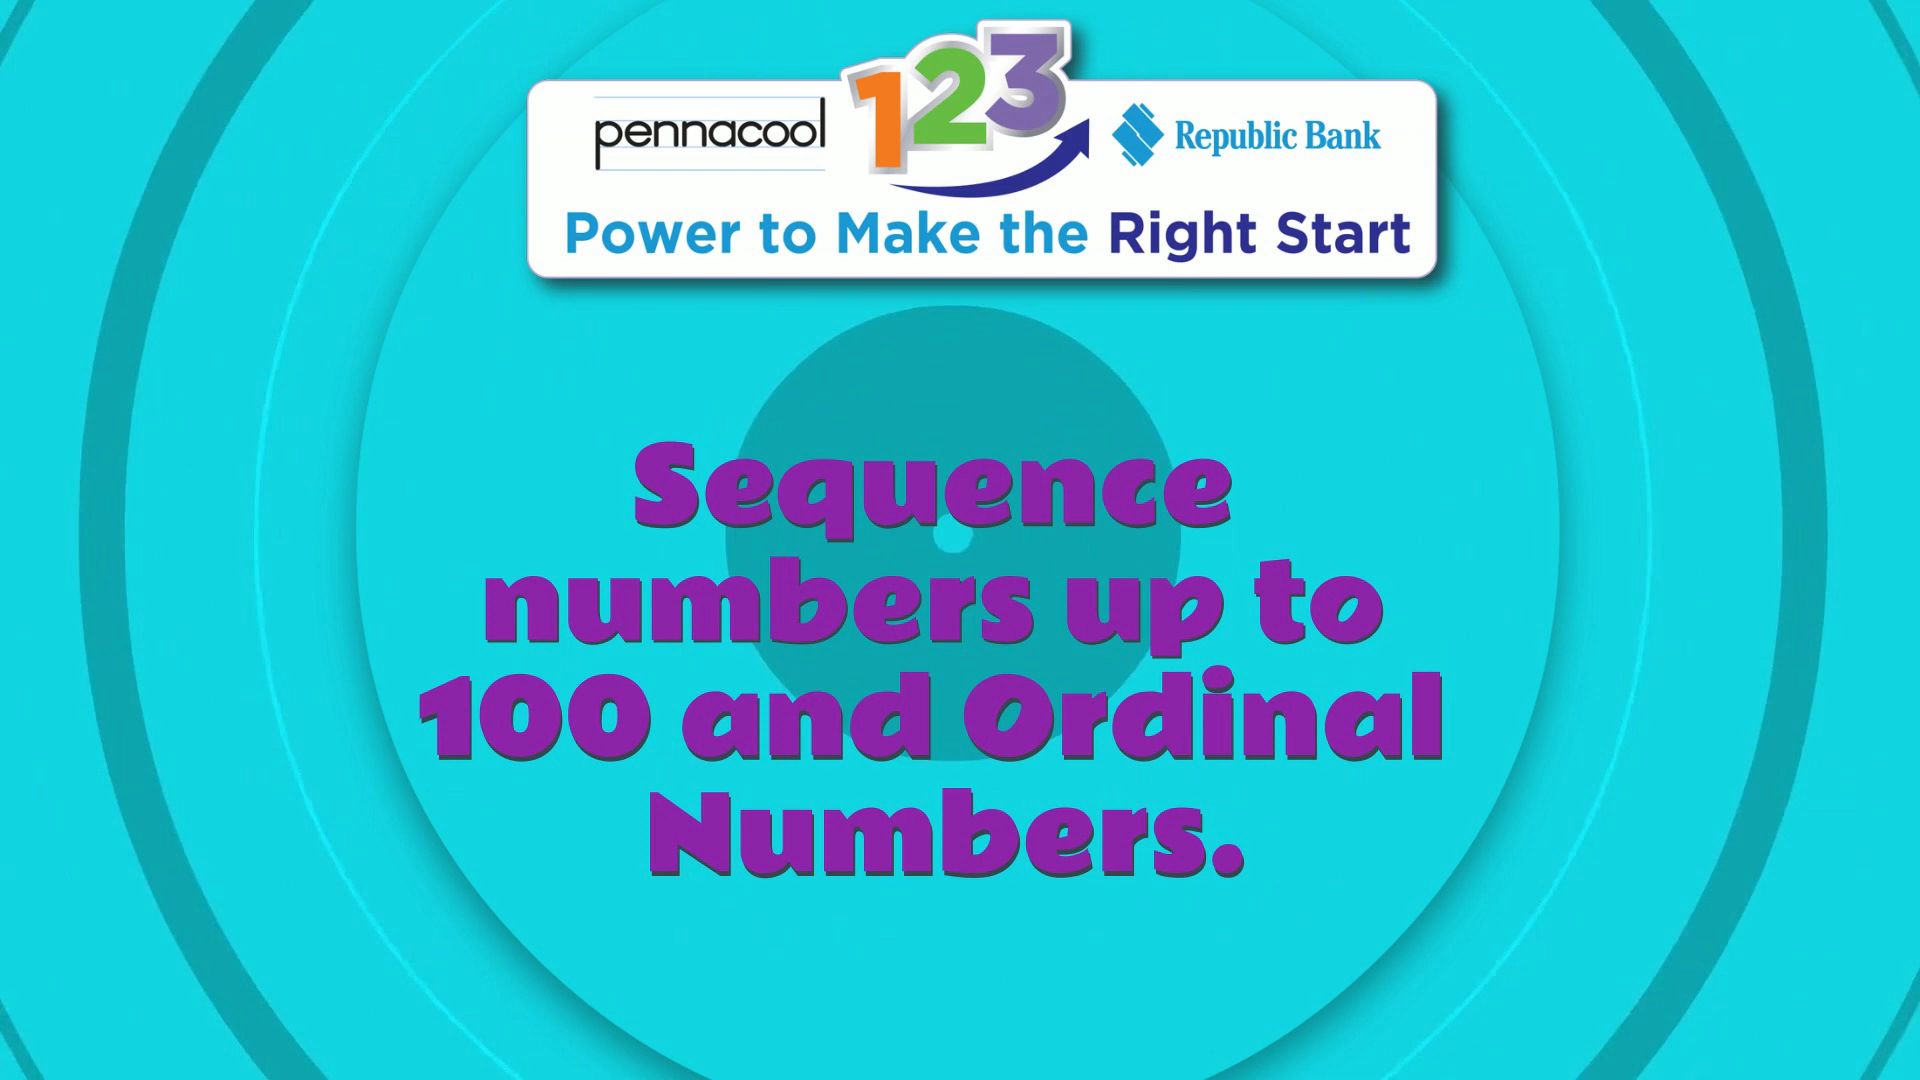 pennacool 123 Republic Bank
Power to Make the Right Start
Sequence
numbers up to
100 and Ordinal
Numbers.